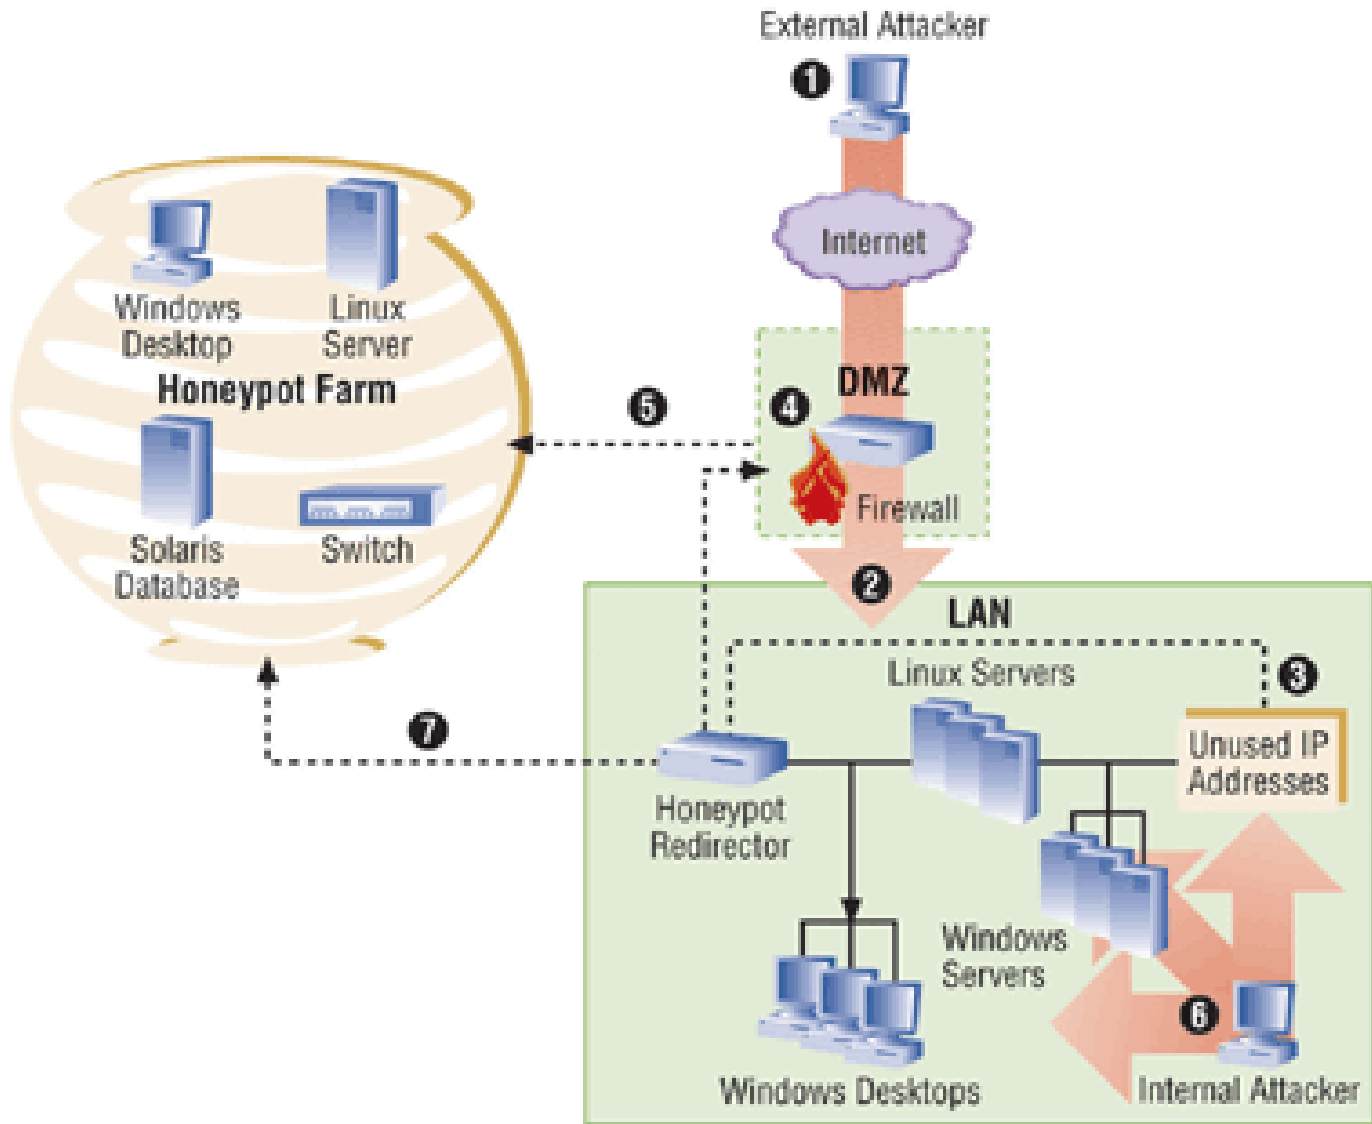 External Attacker
1
Internet
Windows
Desktop
Linux
Server
Honeypot Farm
Solaris
Database
Switch
5
DMZ
4
Firewall
2
LAN
3
Linux Servers
Unused IP
Addresses
7
Honeypot
Redirector
Windows
Servers
6
Windows Desktops
Internal Attacker